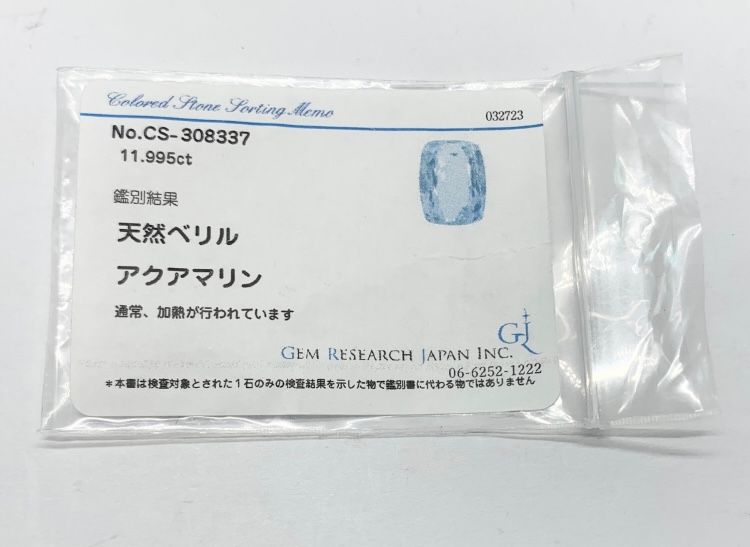 Colored Stone Sorting Memo
032723
No.CS-308337
11.995ct
鑑別結果
天然ベリル
アクアマリン
通常、加熱が行われています
GJ
GEM RESEARCH JAPAN INC.
06-6252-1222
*本書は検査対象とされた1石のみの検査結果を示した物で鑑別書に代わる物ではありません